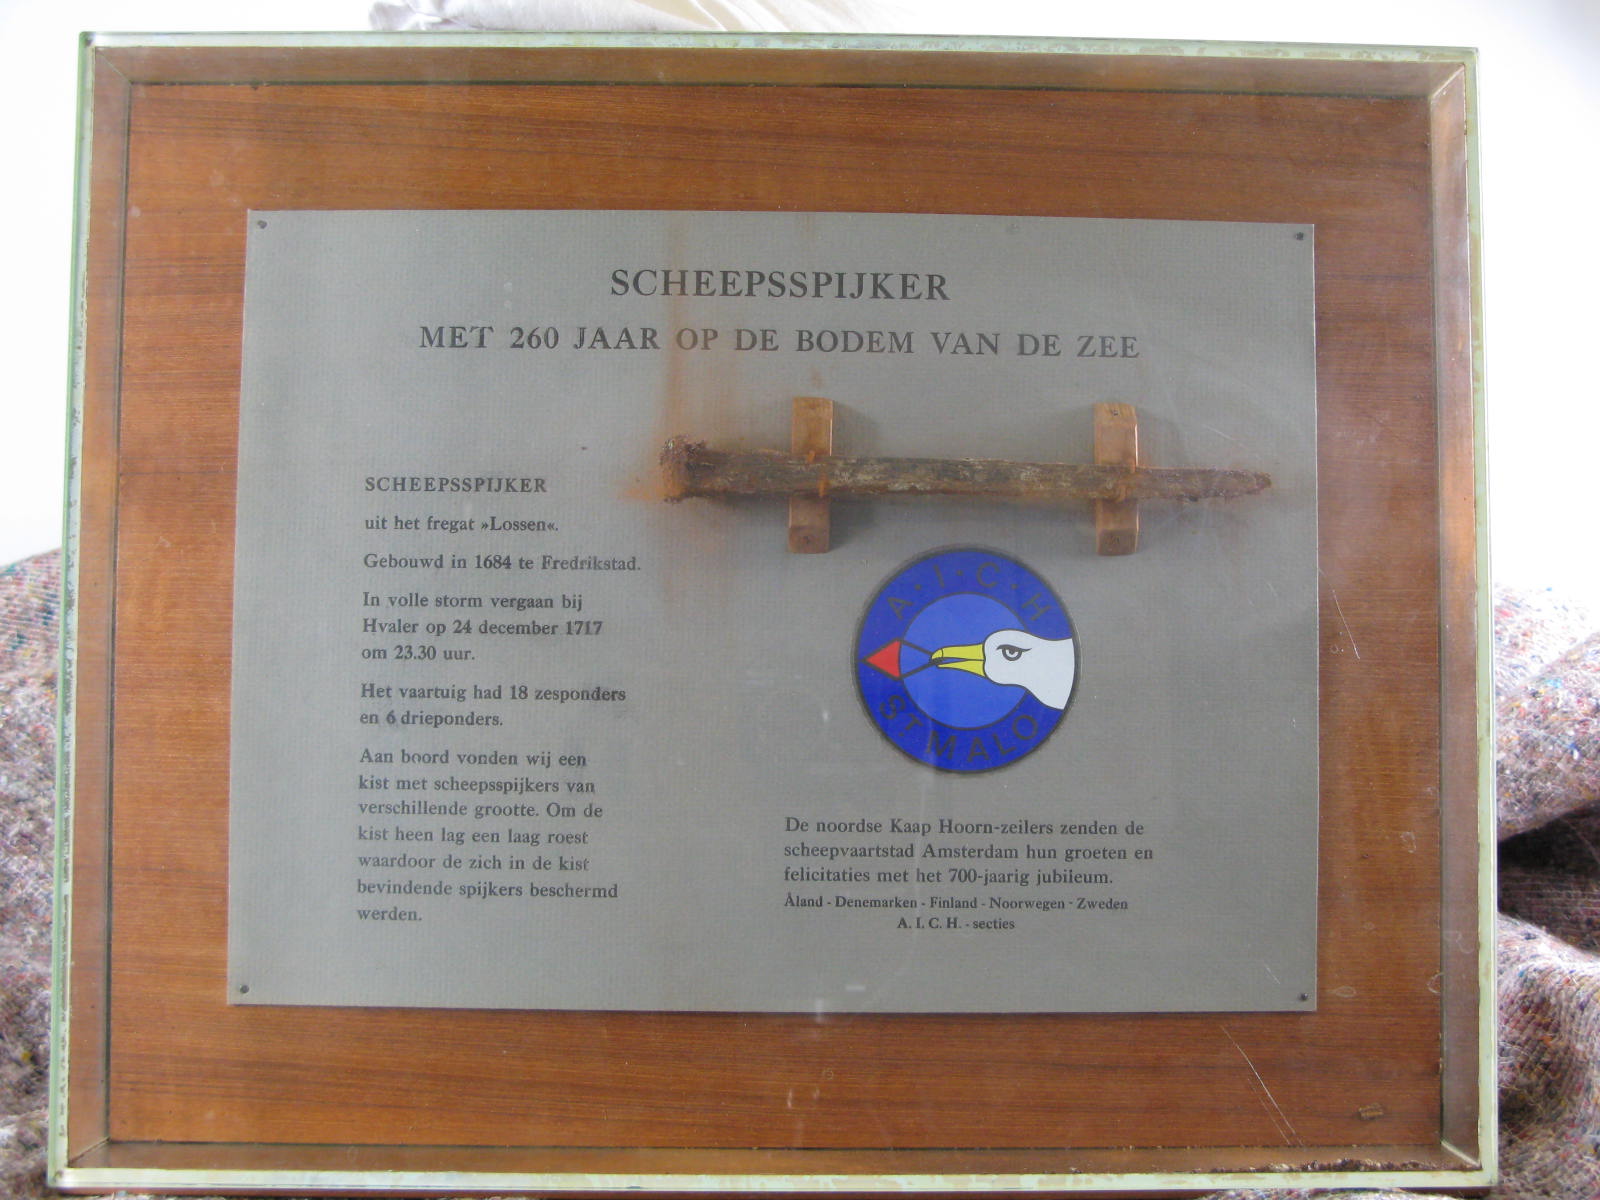 SCHEEPSSPIJKER
MET 260 JAAR OP DE BODEM VAN DE ZEE
SCHEEPSSPIJKER
uit het fregat »Lossen«.
Gebouwd in 1684 te Fredrikstad.
In volle storm vergaan bij
Hvaler op 24 december 1717
om 23.30 uur.
Het vaartuig had 18 zesponders
en 6 drieponders.
Aan boord vonden wij een
kist met scheepsspijkers van
verschillende grootte. Om de
kist heen lag een laag roest
waardoor de zich in de kist
bevindende spijkers beschermd
werden.
A·I·C·H
ST MALO
De noordse Kaap Hoorn-zeilers zenden de
scheepvaartstad Amsterdam hun groeten en
felicitaties met het 700-jaarig jubileum.
Åland - Denemarken - Finland - Noorwegen - Zweden
A. I. C. H. - secties